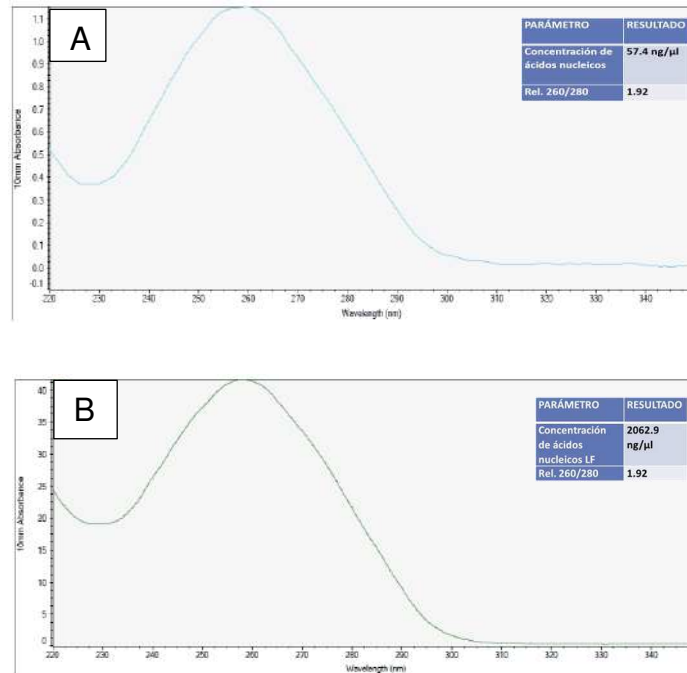 A
PARÁMETRO RESULTADO
Concentración de 57.4 ng/µl
ácidos nucleicos
Rel. 260/280 1.92
1.1
1.0
0.9
0.8
0.7
0.6
0.5
0.4
0.3
0.2
0.1
0.0
-0.1
10mm Absorbance
220 230 240 250 260 270 280 290 300 310 320 330 340
Wavelength (nm)
B
PARÁMETRO RESULTADO
Concentración 2062.9
de ácidos ng/µl
nucleicos LF
Rel. 260/280 1.92
40
35
30
25
20
15
10
5
0
10mm Absorbance
220 230 240 250 260 270 280 290 300 310 320 330 340
Wavelength (nm)